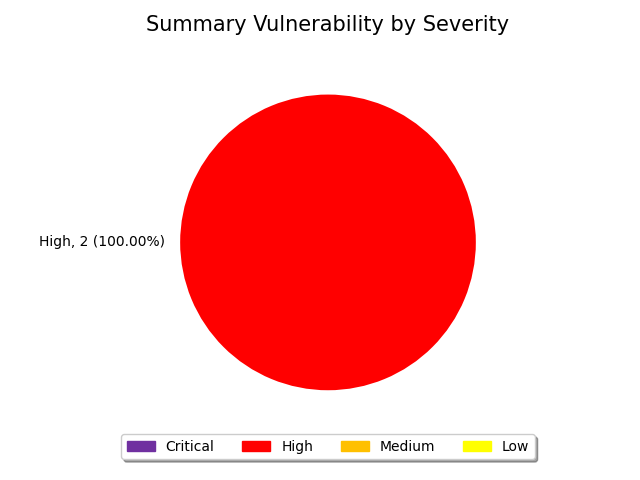 Summary Vulnerability by Severity
High, 2 (100.00%)
Critical High Medium Low